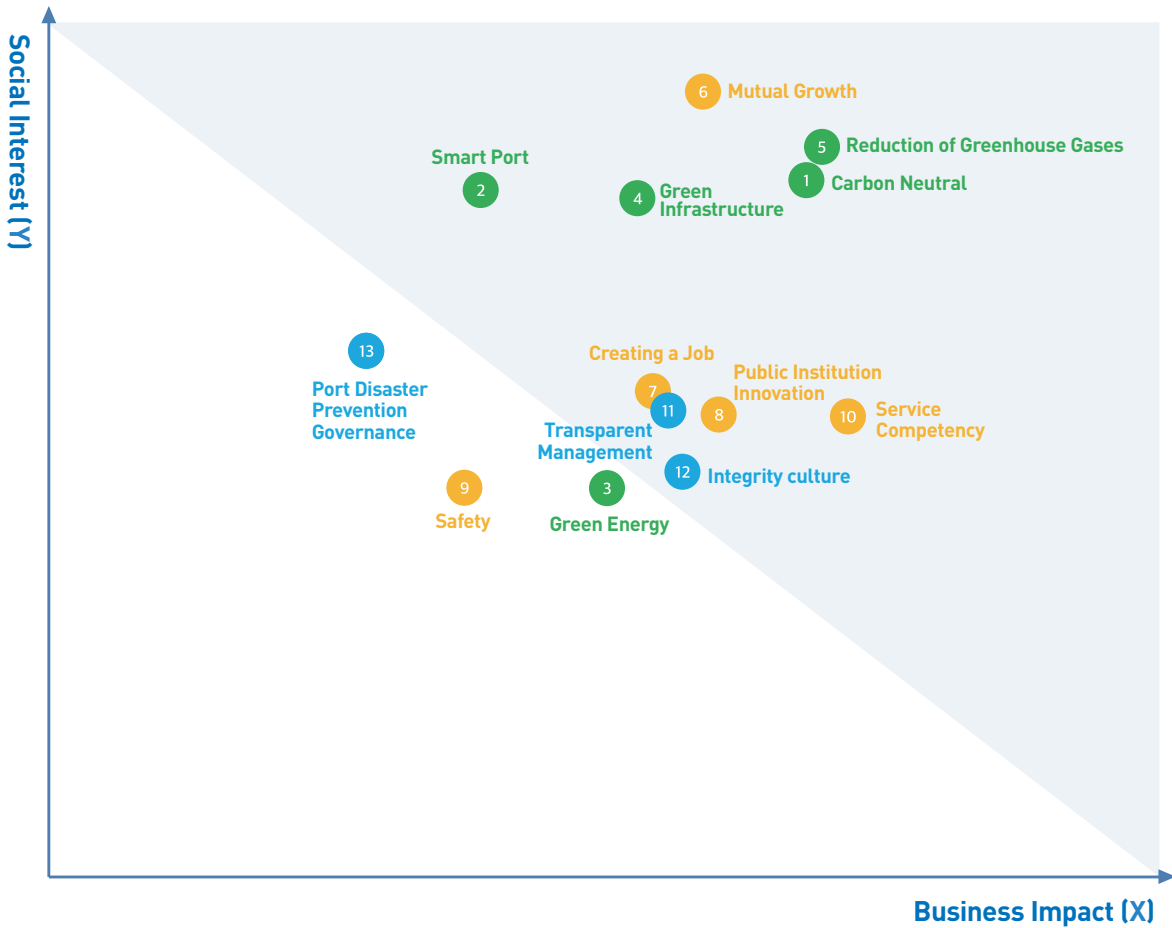 Social Interest (Y)
6 Mutual Growth
5 Reduction of Greenhouse Gases
1 Carbon Neutral
Smart Port
2
4 Green
Infrastructure
13
Port Disaster
Prevention
Governance
Creating a Job
7
11
Transparent
Management
Public Institution
Innovation
8
10 Service
Competency
12 Integrity culture
9
Safety
3
Green Energy
Business Impact (X)